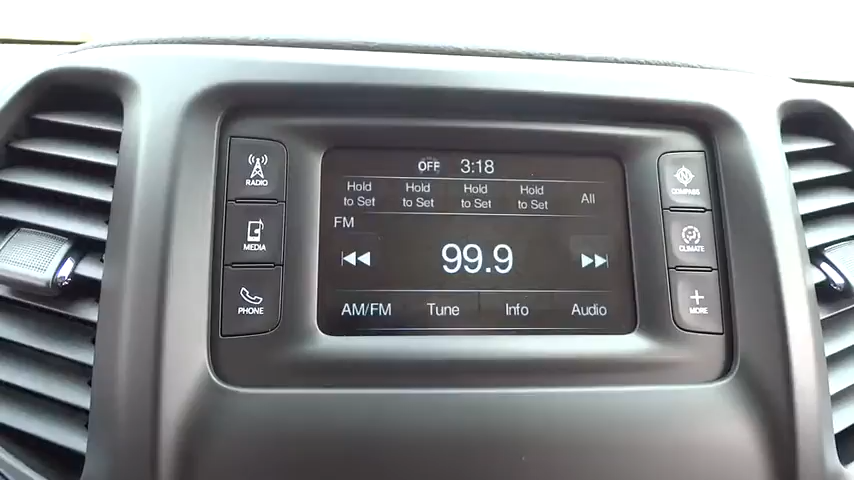 OFF 3:18
Hold to Set Hold to Set Hold to Set Hold to Set All
FM
99.9
AM/FM Tune Info Audio
RADIO
MEDIA
PHONE
N
COMPASS
CLIMATE
MORE